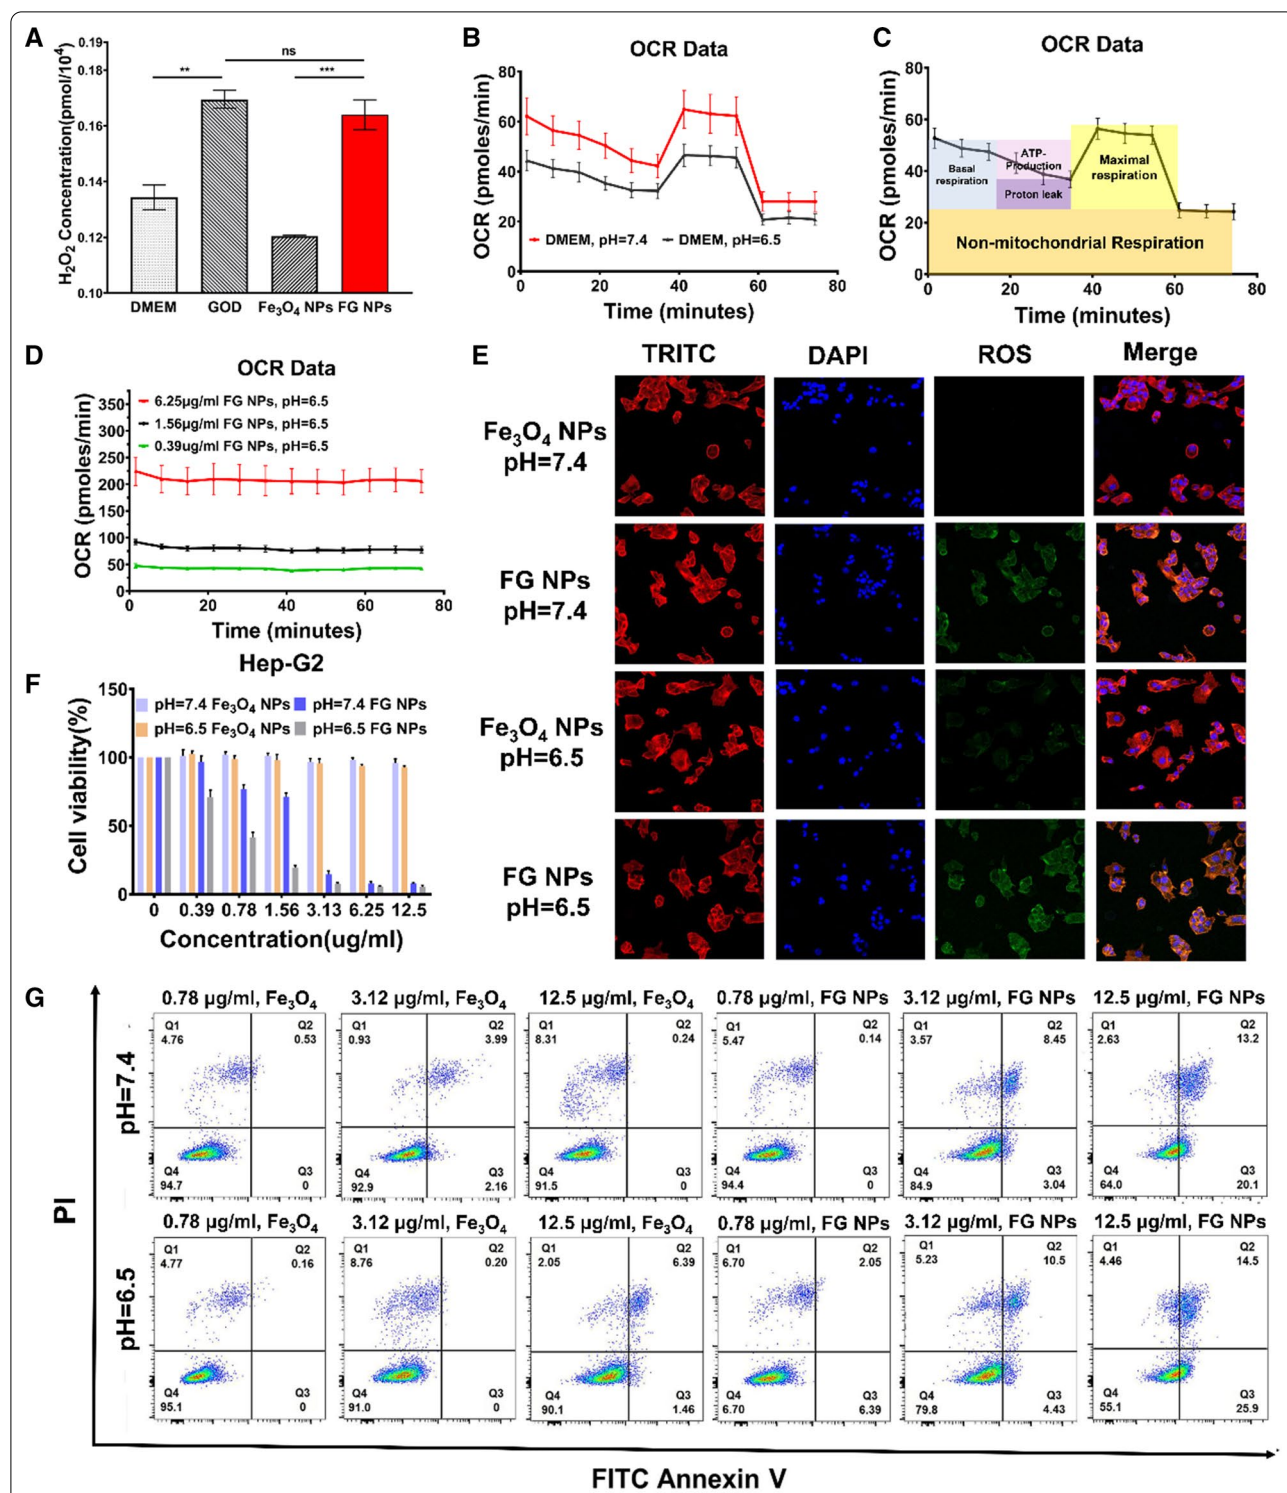 A
0.19
0.18
0.16
0.14
0.12
0.10
H2O2 Concentration(pmol/10⁴)
**
ns
***
DMEM
GOD
Fe3O4 NPs
FG NPs
B
OCR Data
OCR (pmoles/min)
80
60
40
20
0
DMEM, pH=7.4
DMEM, pH=6.5
0
20
40
60
80
Time (minutes)
C
OCR Data
OCR (pmoles/min)
80
60
40
20
0
Basal
respiration
ATP-
Production
Proton leak
Maximal
respiration
Non-mitochondrial Respiration
0
20
40
60
80
Time (minutes)
D
OCR Data
OCR (pmoles/min)
350
300
250
200
250
200
150
100
50
0
6.25µg/ml FG NPs, pH=6.5
1.56µg/ml FG NPs, pH=6.5
0.39ug/ml FG NPs, pH=6.5
0
20
40
60
80
Time (minutes)
E
TRITC
DAPI
ROS
Merge
Fe3O4 NPs
pH=7.4
FG NPs
pH=7.4
Fe3O4 NPs
pH=6.5
FG NPs
pH=6.5
F
Hep-G2
Cell viability(%)
150
100
50
0
pH=7.4 Fe3O4 NPs
pH=7.4 FG NPs
pH=6.5 Fe3O4 NPs
pH=6.5 FG NPs
0
0.39
0.78
1.56
3.13
6.25
12.5
Concentration(ug/ml)
G
PI
pH=7.4
0.78 µg/ml, Fe3O4
Q1
4.76
Q2
0.53
Q4
94.7
Q3
0
3.12 µg/ml, Fe3O4
Q1
0.93
Q2
3.99
Q4
92.9
Q3
2.16
12.5 µg/ml, Fe3O4
Q1
8.31
Q2
0.24
Q4
91.5
Q3
0
0.78 µg/ml, FG NPs
Q1
5.47
Q2
0.14
Q4
94.4
Q3
0
3.12 µg/ml, FG NPs
Q1
3.57
Q2
8.45
Q4
84.9
Q3
3.04
12.5 µg/ml, FG NPs
Q1
2.63
Q2
13.2
Q4
64.0
Q3
20.1
pH=6.5
0.78 µg/ml, Fe3O4
Q1
4.77
Q2
0.16
Q4
95.1
Q3
0
3.12 µg/ml, Fe3O4
Q1
8.76
Q2
0.20
Q4
91.0
Q3
0
12.5 µg/ml, Fe3O4
Q1
2.05
Q2
6.39
Q4
90.1
Q3
1.46
0.78 µg/ml, FG NPs
Q1
6.70
Q2
2.05
Q4
6.70
Q3
6.39
3.12 µg/ml, FG NPs
Q1
5.23
Q2
10.5
Q4
79.8
Q3
4.43
12.5 µg/ml, FG NPs
Q1
4.46
Q2
14.5
Q4
55.1
Q3
25.9
FITC Annexin V